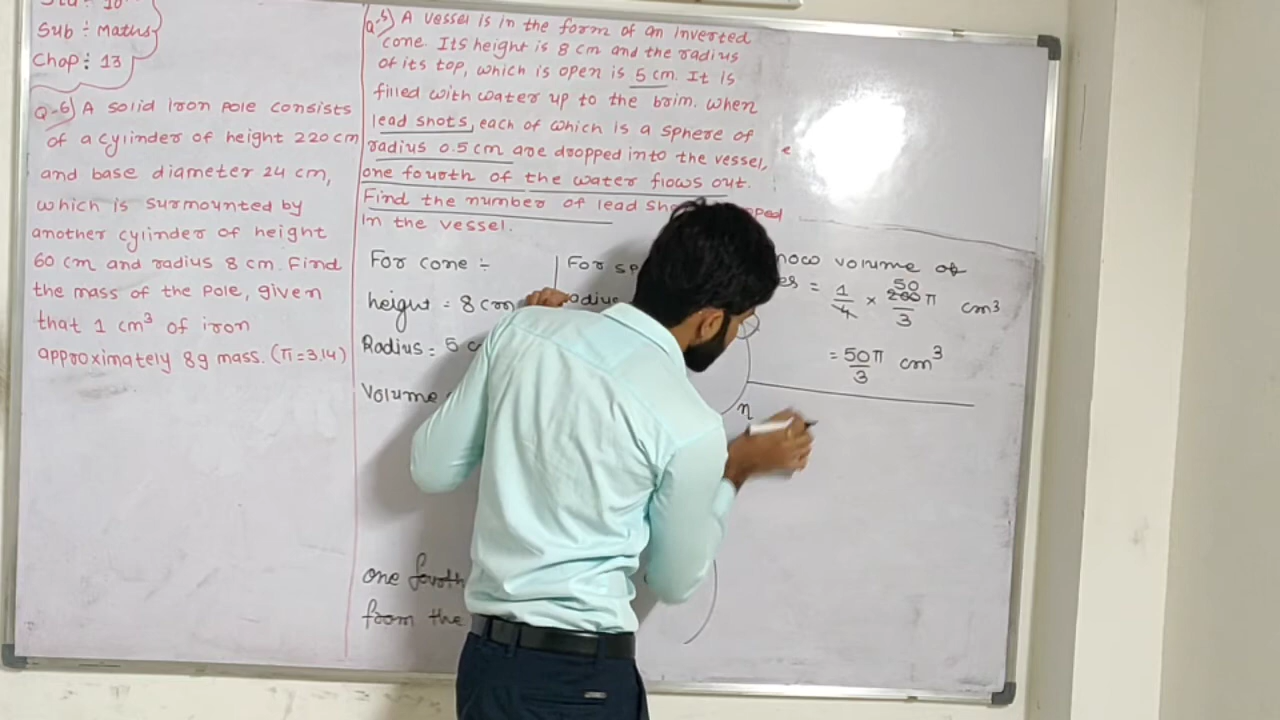 Std : 10
Sub ÷ Maths
Chap: 13
Q-6) A solid iron pole consists
of a cylinder of height 220 cm
and base diameter 24 cm,
which is surmounted by
another cylinder of height
60 cm and radius 8 cm. Find
the mass of the pole, given
that 1 cm³ of iron
approximately 8g mass. (π=3.14)
Q-5) A vessel is in the form of an inverted
cone. Its height is 8 cm and the radius
of its top, which is open is 5 cm. It is
filled with water up to the brim. When
lead shots, each of which is a sphere of
radius 0.5 cm are dropped into the vessel,
one fourth of the water flows out.
Find the number of lead
in the vessel.
For cone ÷
height = 8 cm
Radius = 5
Volume
one fourth
from the
For
volume of
= 1/4 × 200π/3 cm³
50
= 50π/3 cm³
n